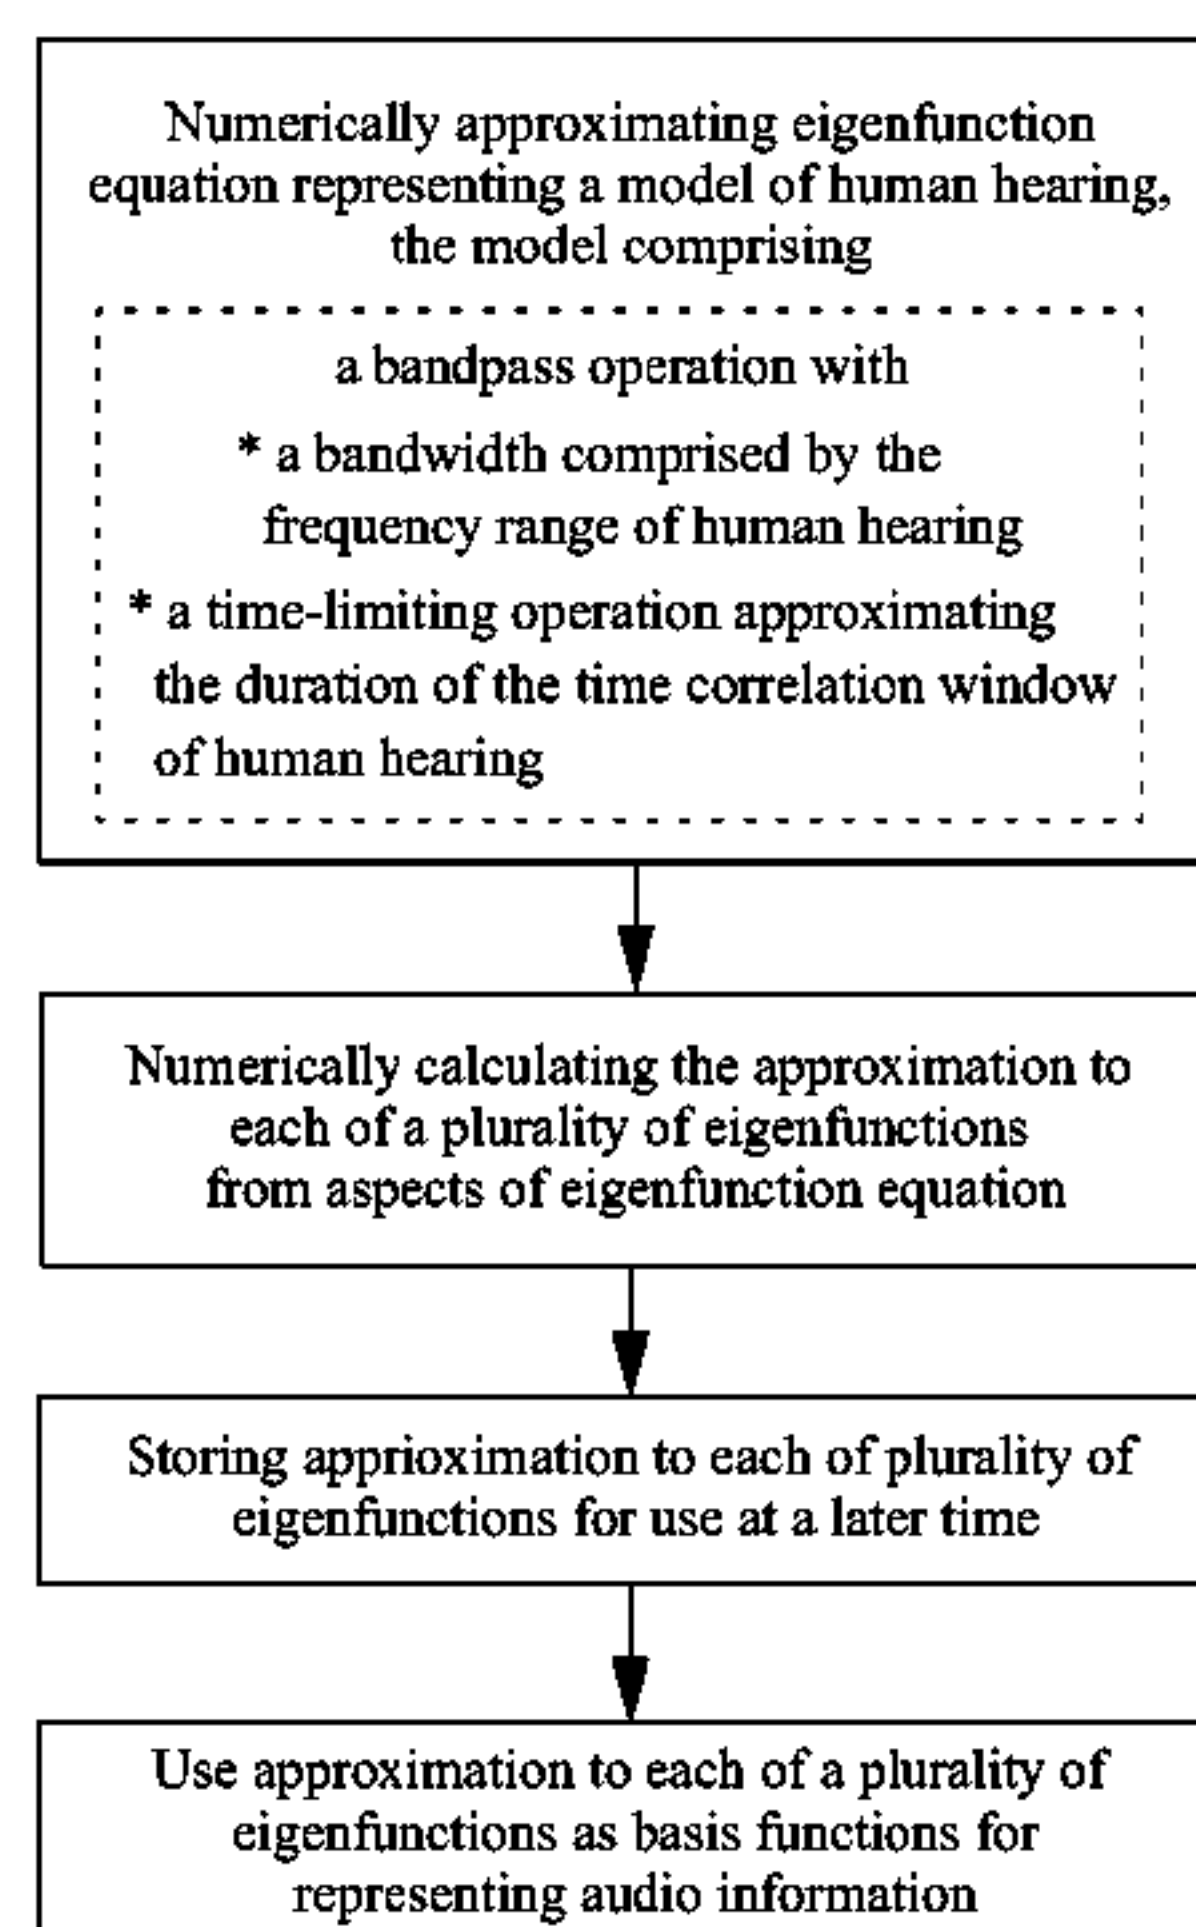 Numerically approximating eigenfunction
equation representing a model of human hearing,
the model comprising
a bandpass operation with
* a bandwidth comprised by the
frequency range of human hearing
* a time-limiting operation approximating
the duration of the time correlation window
of human hearing
Numerically calculating the approximation to
each of a plurality of eigenfunctions
from aspects of eigenfunction equation
Storing apprioximation to each of plurality of
eigenfunctions for use at a later time
Use approximation to each of a plurality of
eigenfunctions as basis functions for
representing audio information